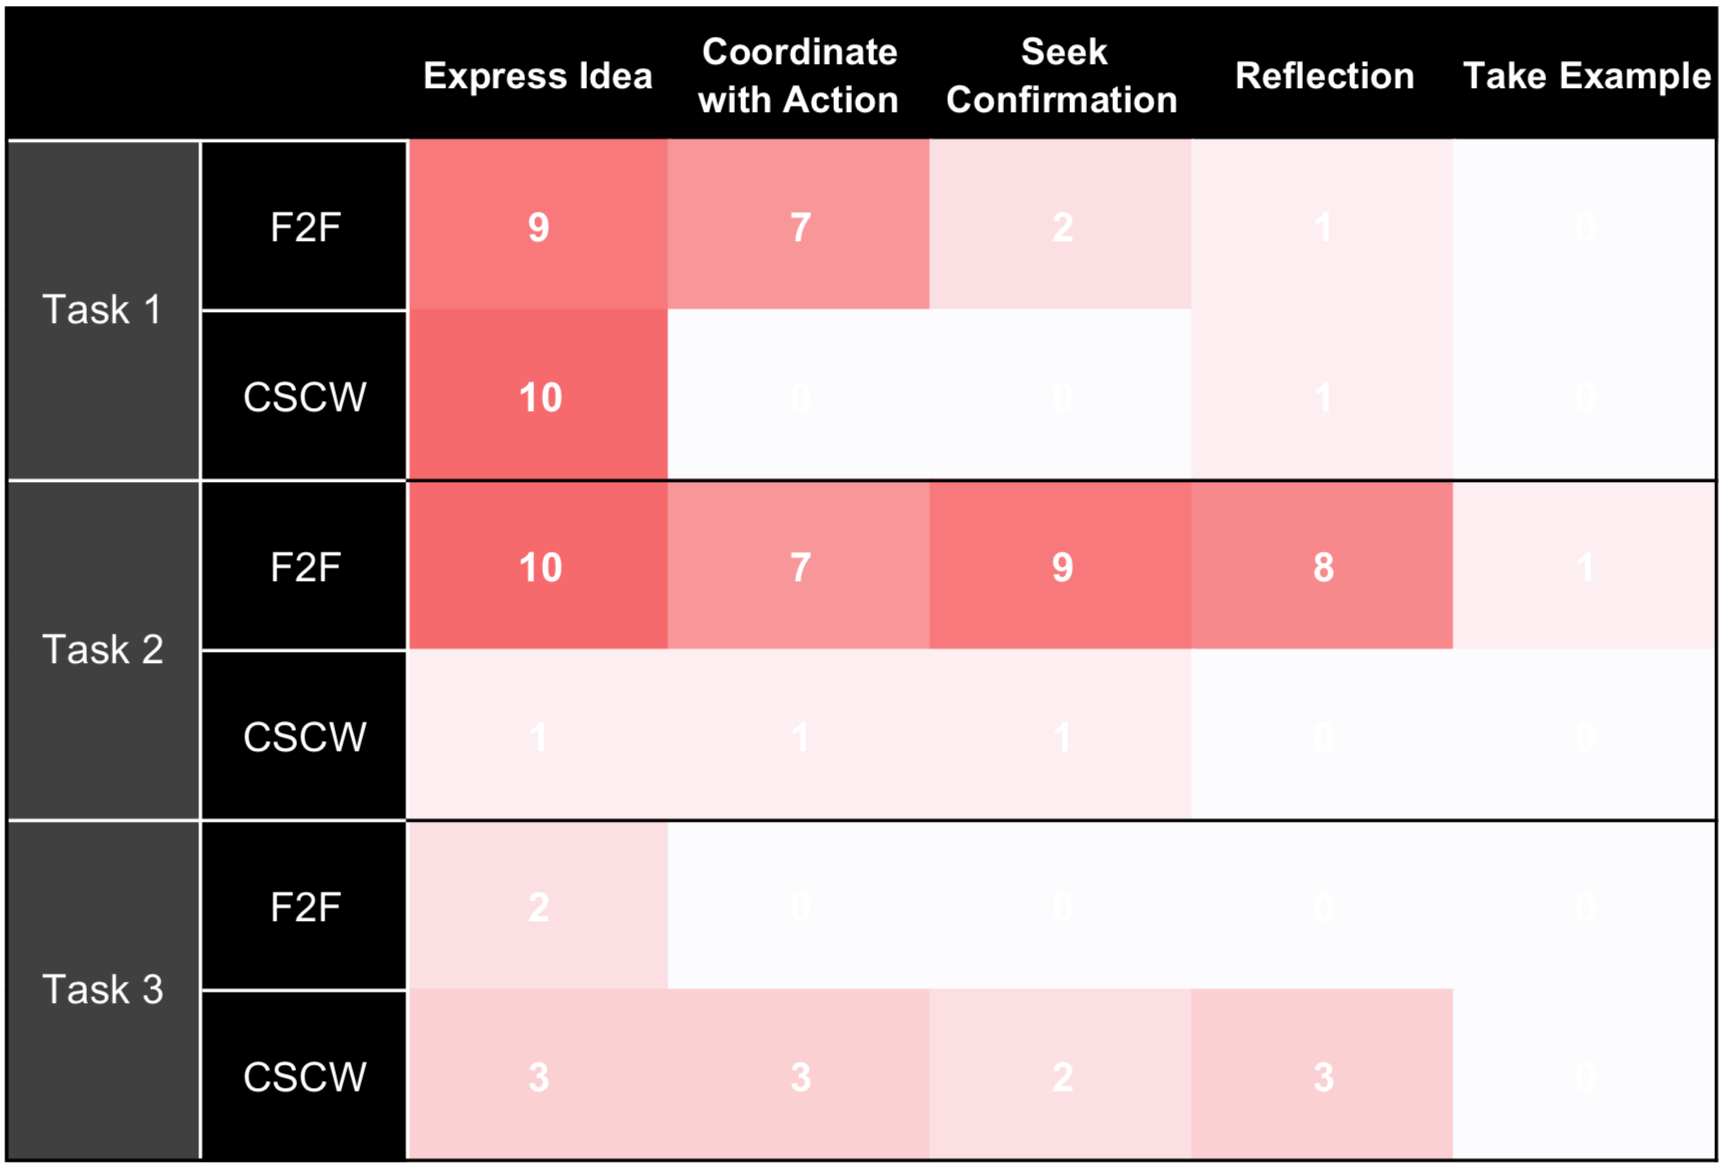 Express Idea
Coordinate
with Action
Seek
Confirmation
Reflection
Take Example
Task 1
F2F
9
7
2
1
0
CSCW
10
0
0
1
0
Task 2
F2F
10
7
9
8
1
CSCW
1
1
1
0
0
Task 3
F2F
2
0
0
0
0
CSCW
3
3
2
3
0